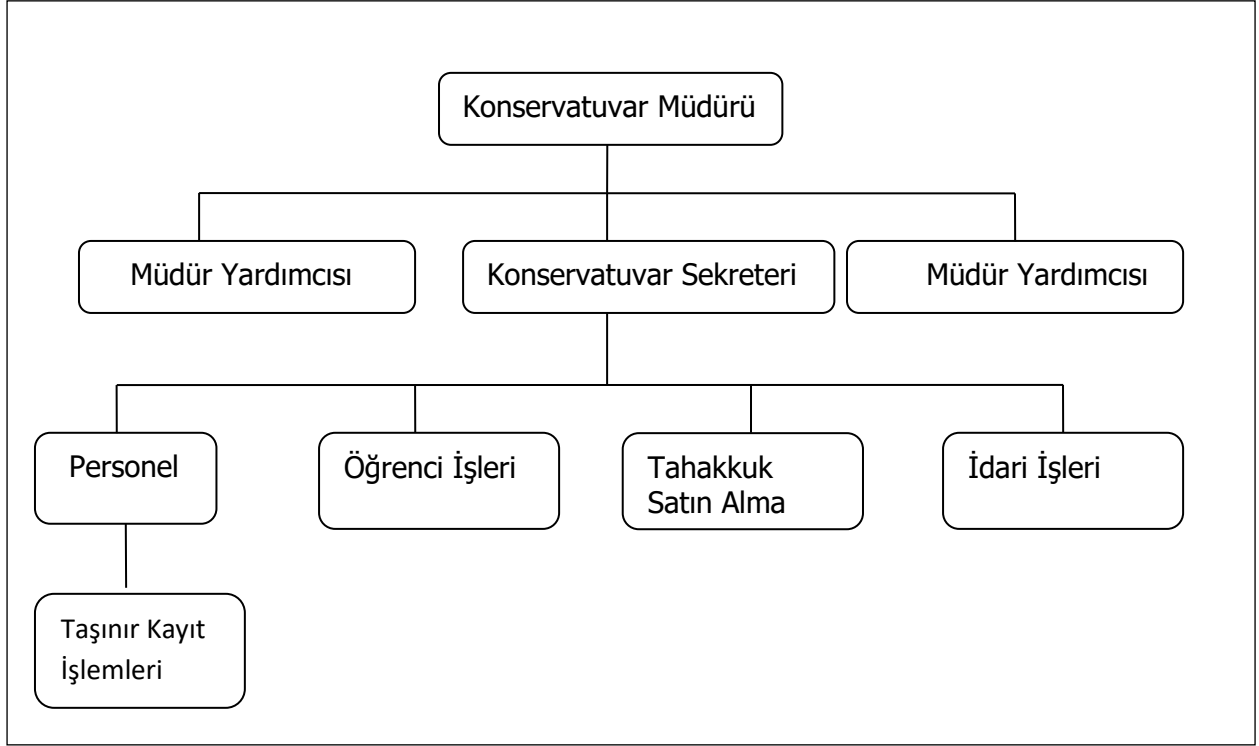 Konservatuvar Müdürü
Müdür Yardımcısı
Konservatuvar Sekreteri
Müdür Yardımcısı
Personel
Öğrenci İşleri
Tahakkuk
Satın Alma
İdari İşleri
Taşınır Kayıt
İşlemleri